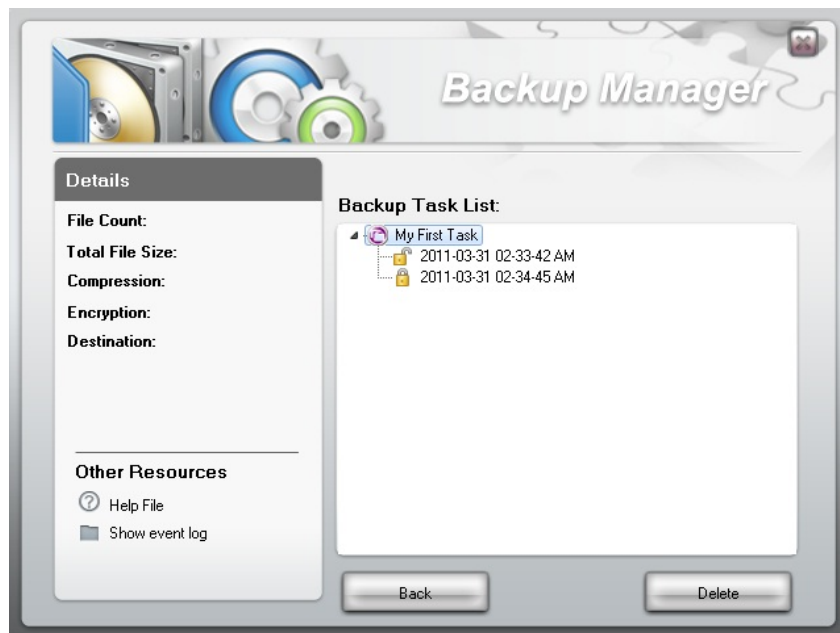 Backup Manager
Details
File Count:
Total File Size:
Compression:
Encryption:
Destination:
Other Resources
? Help File
Show event log
Backup Task List:
My First Task
2011-03-31 02-33-42 AM
2011-03-31 02-34-45 AM
Back
Delete